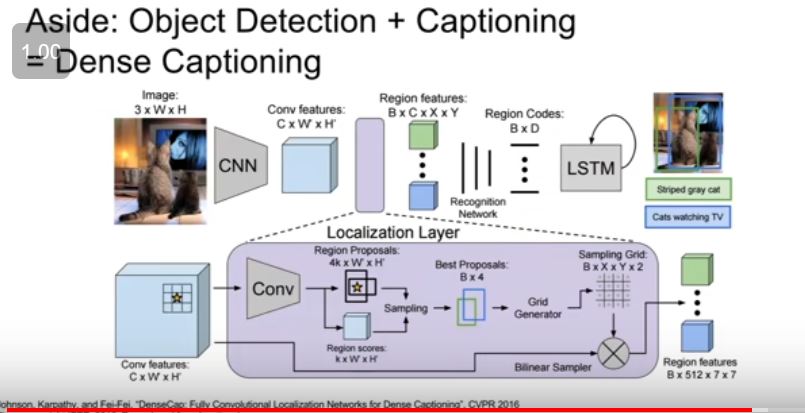 Aside: Object Detection + Captioning
= Dense Captioning
1.00
Image:
3 x W x H
Conv features:
C x W' x H'
Region features:
B x C x X x Y
Region Codes:
B x D
CNN
LSTM
Recognition
Network
Striped gray cat
Cats watching TV
Localization Layer
Region Proposals:
4k x W' x H'
Conv
Sampling
Region scores:
k x W' x H'
Best Proposals:
B x 4
Grid
Generator
Sampling Grid:
B x X x Y x 2
Bilinear Sampler
Conv features:
C x W' x H'
Region features
B x 512 x 7 x 7
Johnson, Karpathy, and Fei-Fei, "DenseCap: Fully Convolutional Localization Networks for Dense Captioning", CVPR 2016